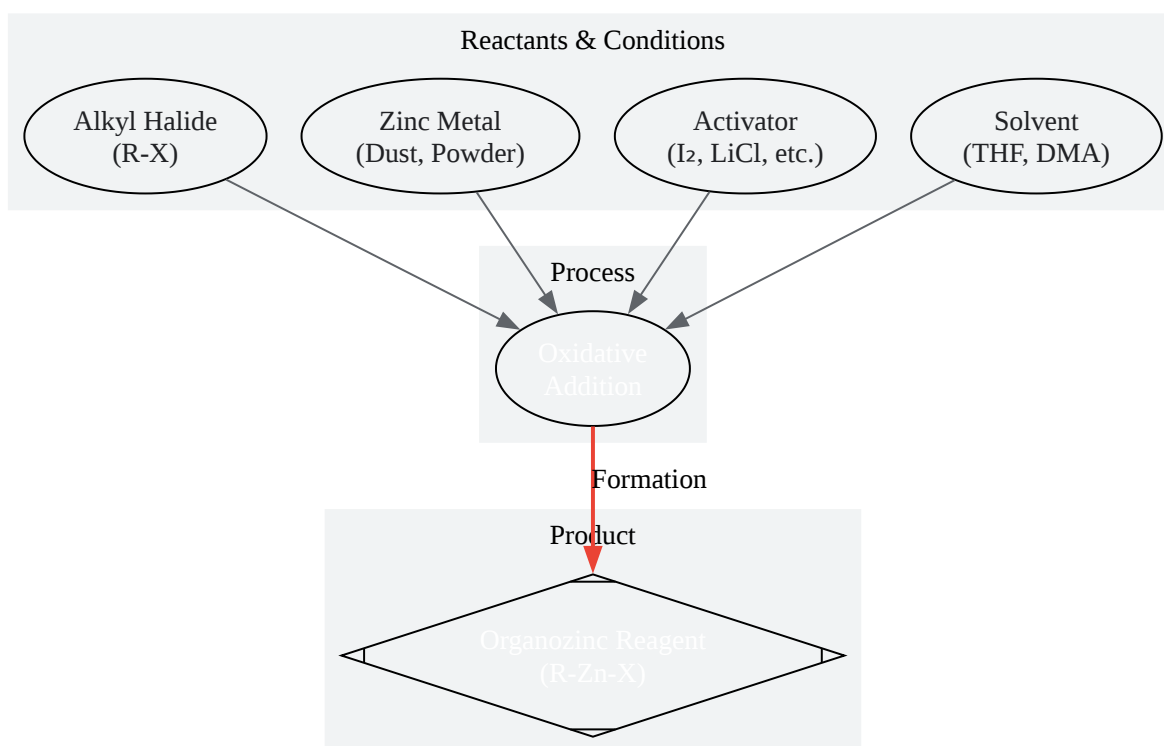 Reactants & Conditions
Alkyl Halide
(R-X)
Zinc Metal
(Dust, Powder)
Activator
(I₂, LiCl, etc.)
Solvent
(THF, DMA)
Process
Oxidative
Addition
Formation
Product
Organozinc Reagent
(R-Zn-X)